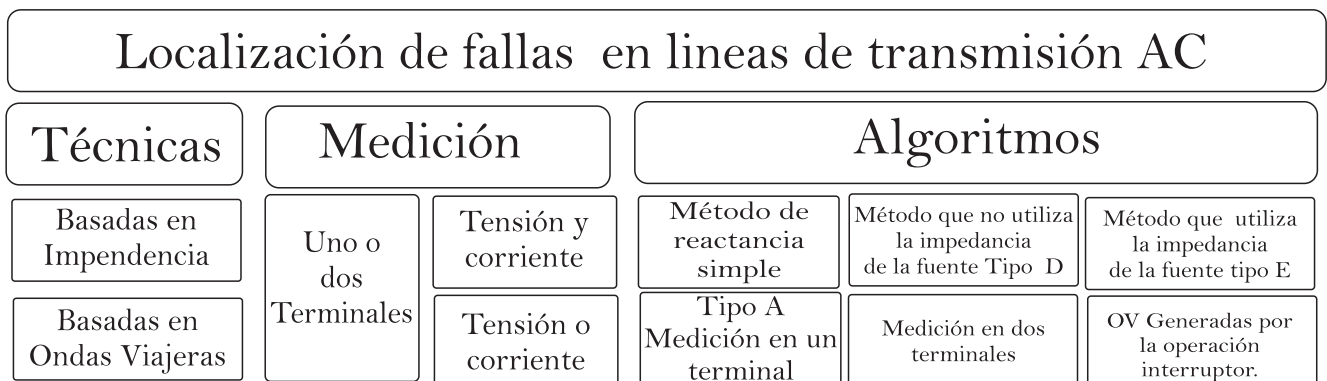 Localización de fallas en lineas de transmisión AC
Técnicas
Medición
Algoritmos
Basadas en
Impendencia
Basadas en
Ondas Viajeras
Uno o
dos
Terminales
Tensión y
corriente
Tensión o
corriente
Método de
reactancia
simple
Método que no utiliza
la impedancia
de la fuente Tipo D
Método que utiliza
la impedancia
de la fuente tipo E
Tipo A
Medición en un
terminal
Medición en dos
terminales
OV Generadas por
la operación
interruptor.